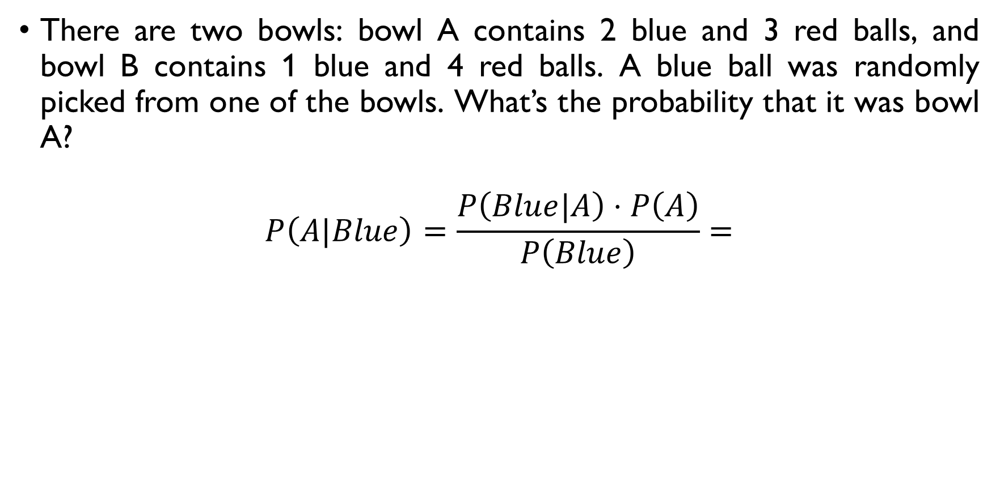 • There are two bowls: bowl A contains 2 blue and 3 red balls, and
bowl B contains 1 blue and 4 red balls. A blue ball was randomly
picked from one of the bowls. What’s the probability that it was bowl
A?
P(A|Blue) = \frac{P(Blue|A) · P(A)}{P(Blue)} =